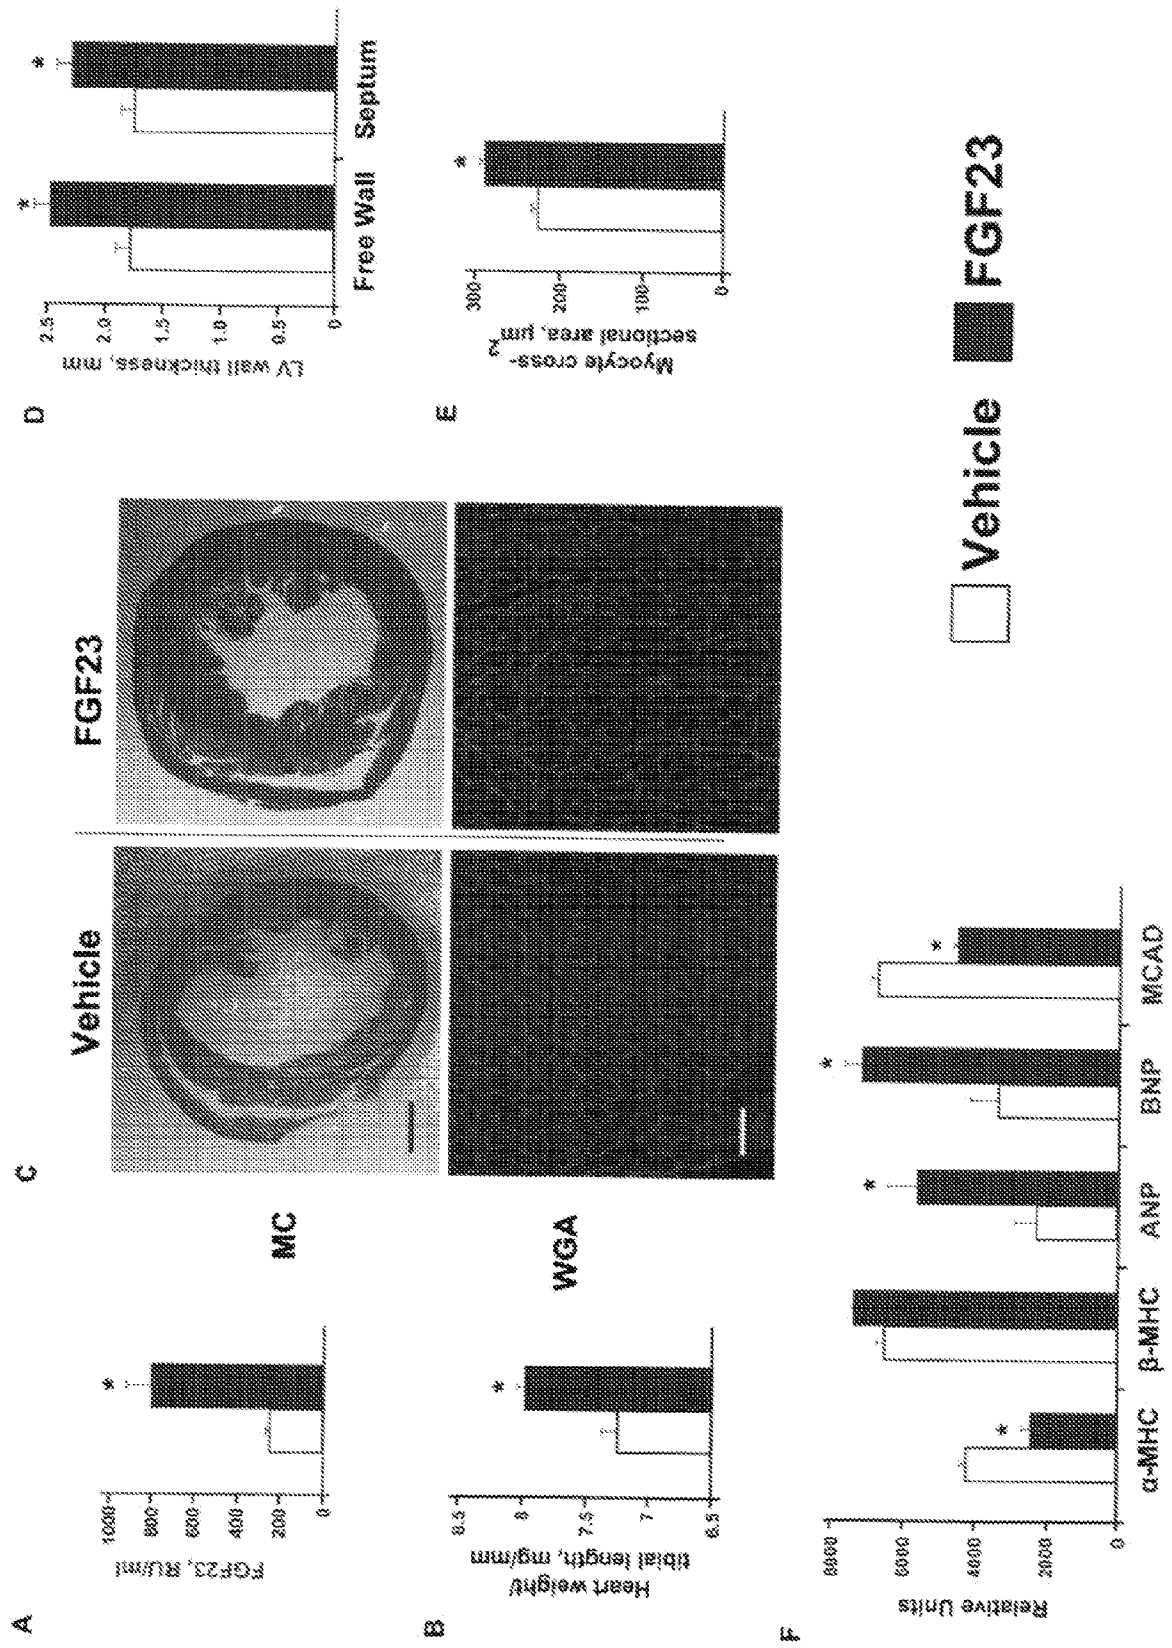 A
FGF23, RU/ml
1000
800
600
400
200
0
*
B
Heart weight/
tibial length, mg/mm
8.5
8
7.5
7
6.5
*
C
Vehicle
FGF23
MC
WGA
D
LV wall thickness, mm
2.5
2.0
1.5
1.0
0.5
0
*
*
Free Wall
Septum
E
Myocyte cross-
sectional area, µm2
300
200
100
0
*
F
Relative Units
8000
6000
4000
2000
0
*
*
*
*
α-MHC
β-MHC
ANP
BNP
MCAD
Vehicle
FGF23